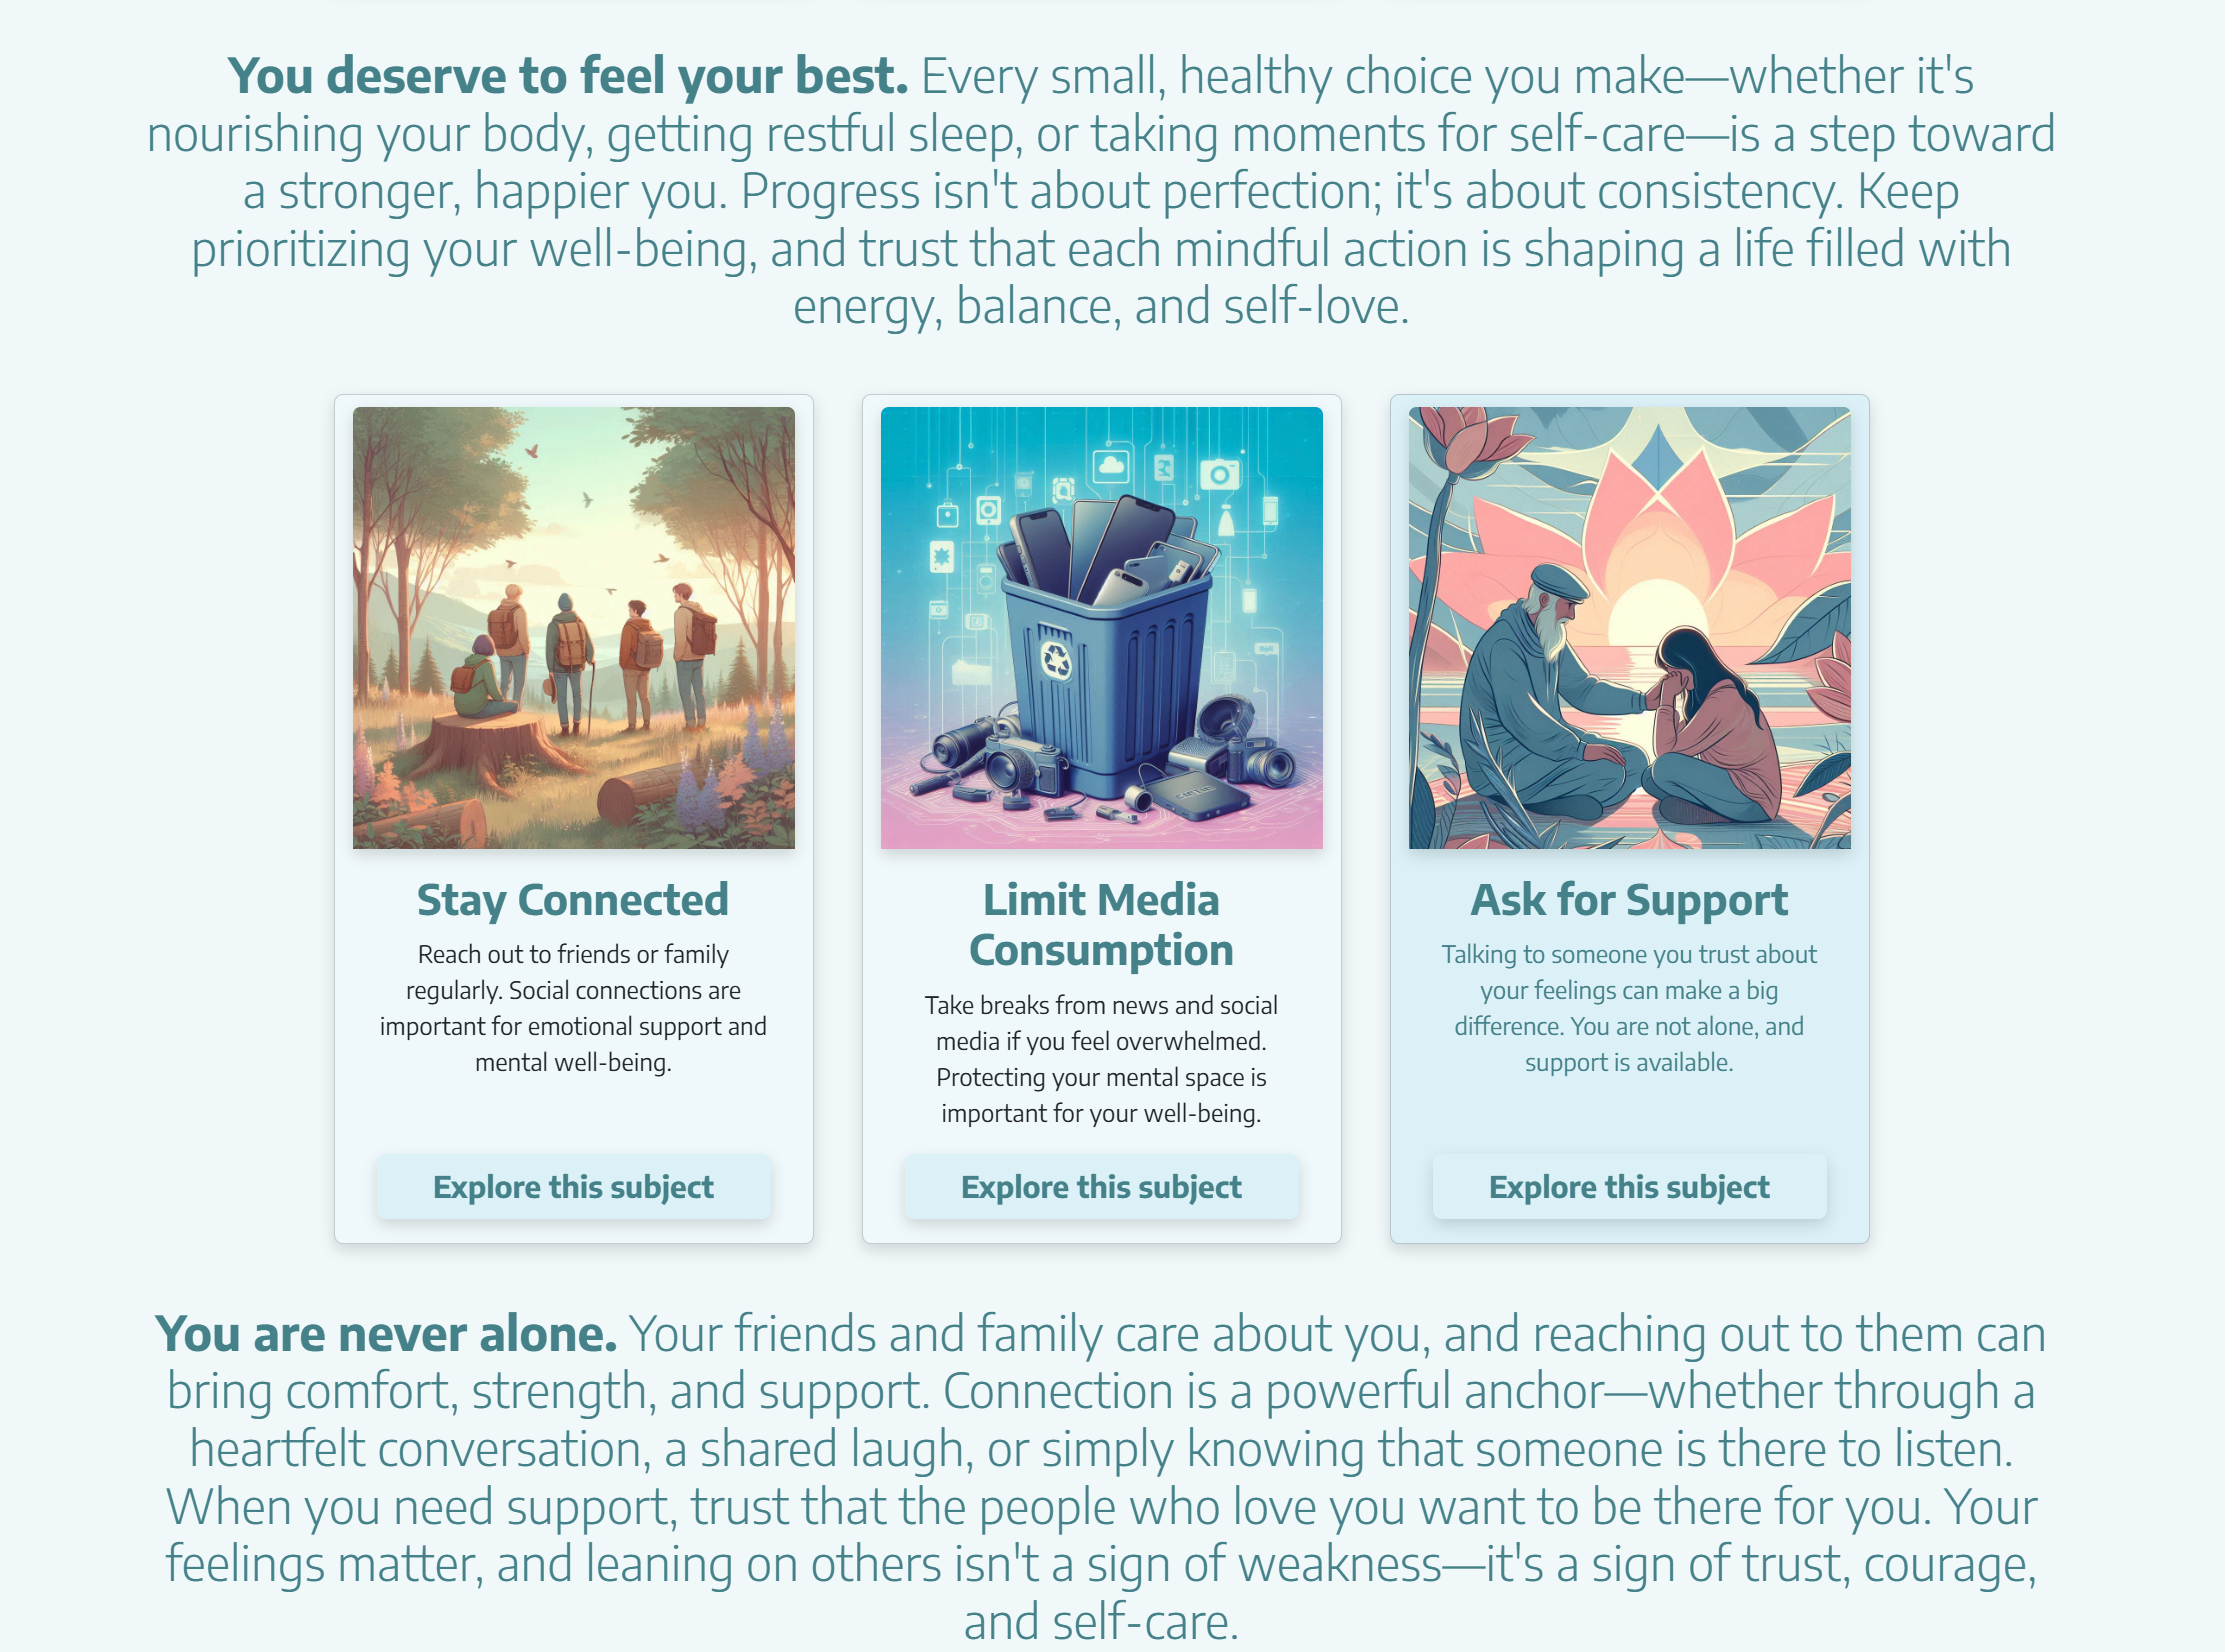 You deserve to feel your best. Every small, healthy choice you make—whether it's
nourishing your body, getting restful sleep, or taking moments for self-care—is a step toward
a stronger, happier you. Progress isn't about perfection; it's about consistency. Keep
prioritizing your well-being, and trust that each mindful action is shaping a life filled with
energy, balance, and self-love.
Stay Connected
Reach out to friends or family
regularly. Social connections are
important for emotional support and
mental well-being.
Explore this subject
Limit Media
Consumption
Take breaks from news and social
media if you feel overwhelmed.
Protecting your mental space is
important for your well-being.
Explore this subject
Ask for Support
Talking to someone you trust about
your feelings can make a big
difference. You are not alone, and
support is available.
Explore this subject
You are never alone. Your friends and family care about you, and reaching out to them can
bring comfort, strength, and support. Connection is a powerful anchor—whether through a
heartfelt conversation, a shared laugh, or simply knowing that someone is there to listen.
When you need support, trust that the people who love you want to be there for you. Your
feelings matter, and leaning on others isn't a sign of weakness—it's a sign of trust, courage,
and self-care.